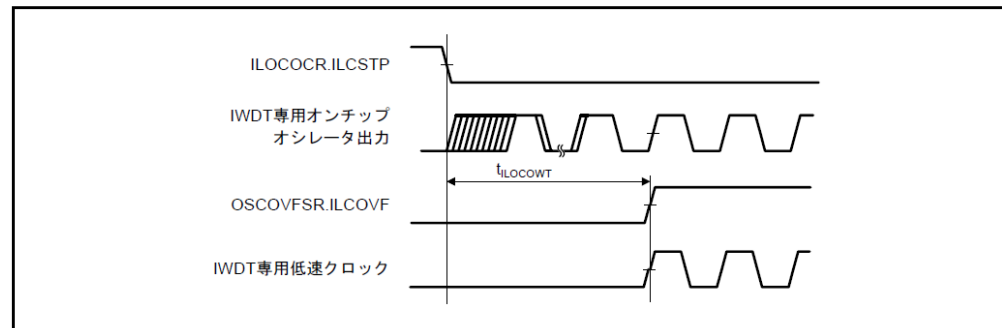 ILOCOCR.ILCSTP
IWDT専用オンチップ
オシレータ出力
tILOCOWT
OSCOVFSR.ILCOVF
IWDT専用低速クロック